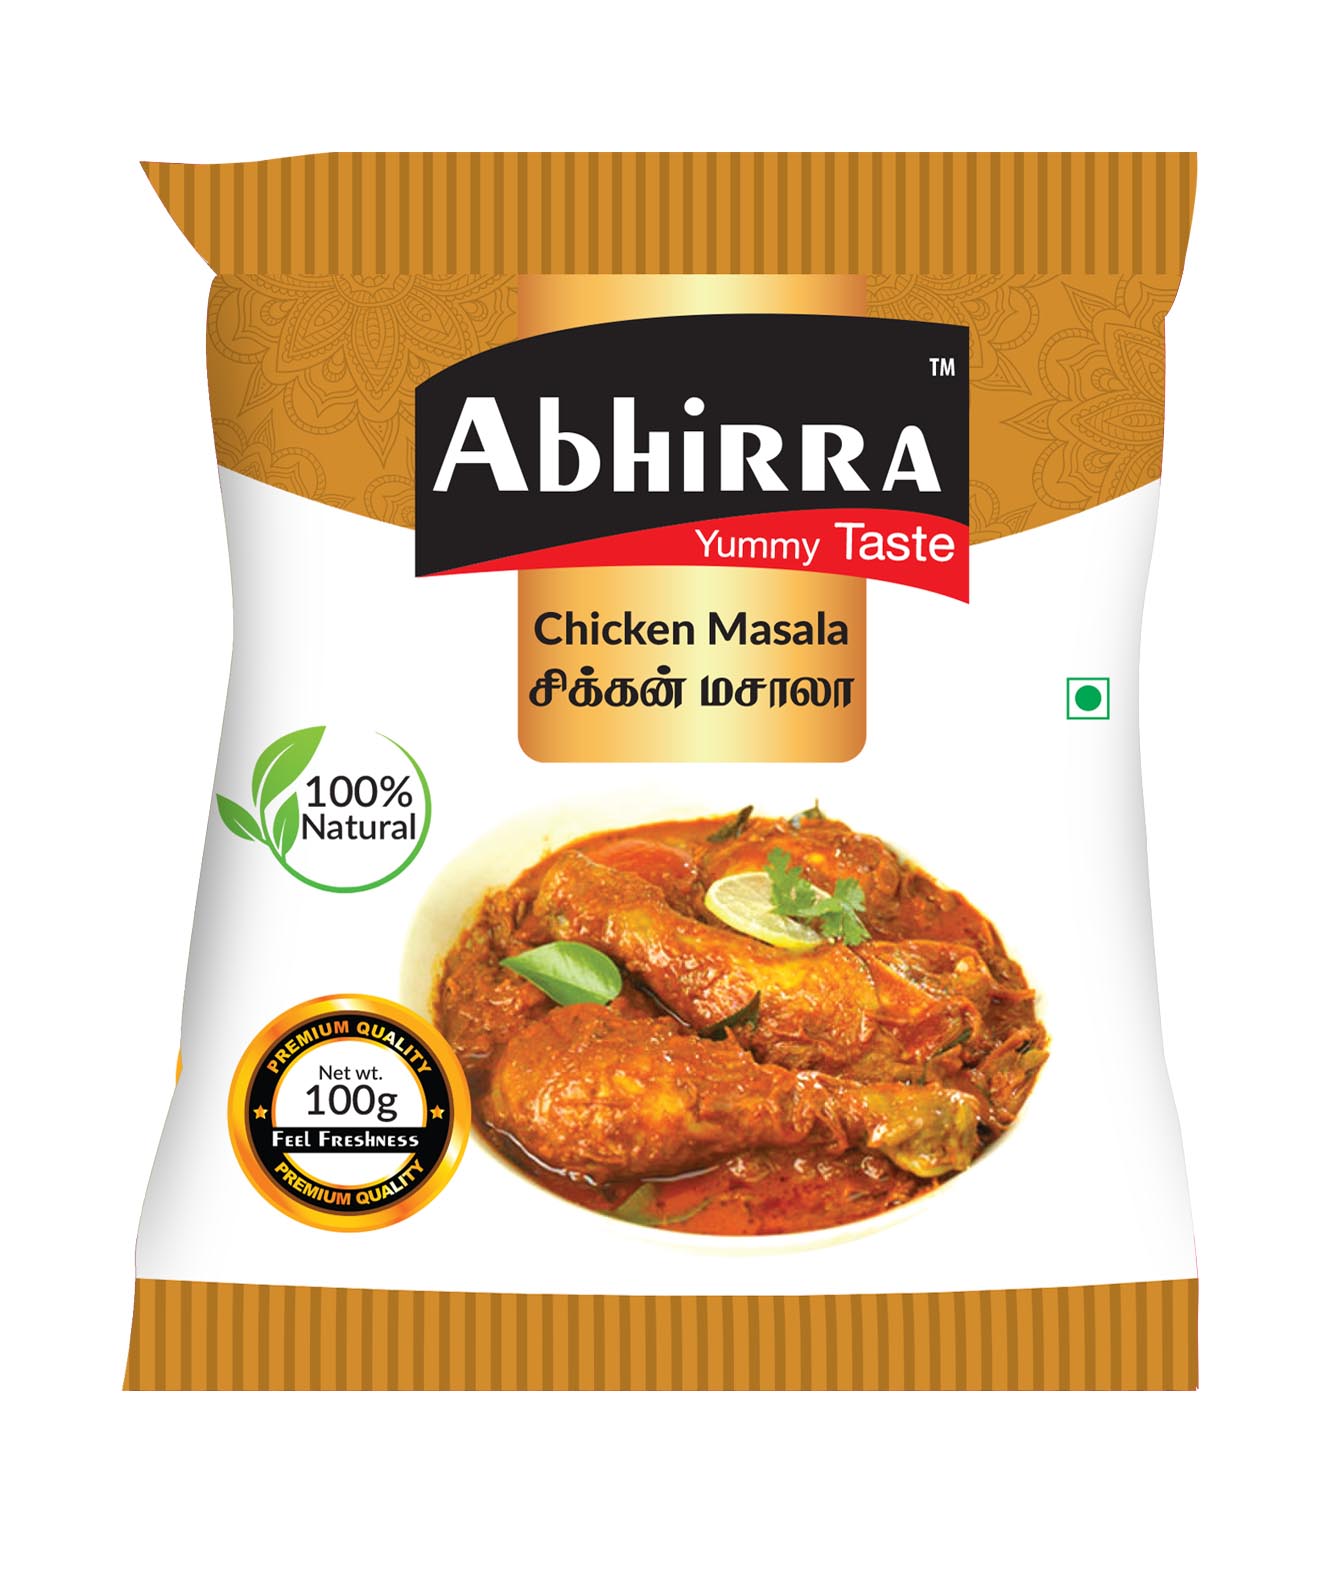 TM
Abhirra
Yummy Taste
Chicken Masala
சிக்கன் மசாலா
100%
Natural
PREMIUM QUALITY
Net wt.
100g
Feel Freshness
PREMIUM QUALITY